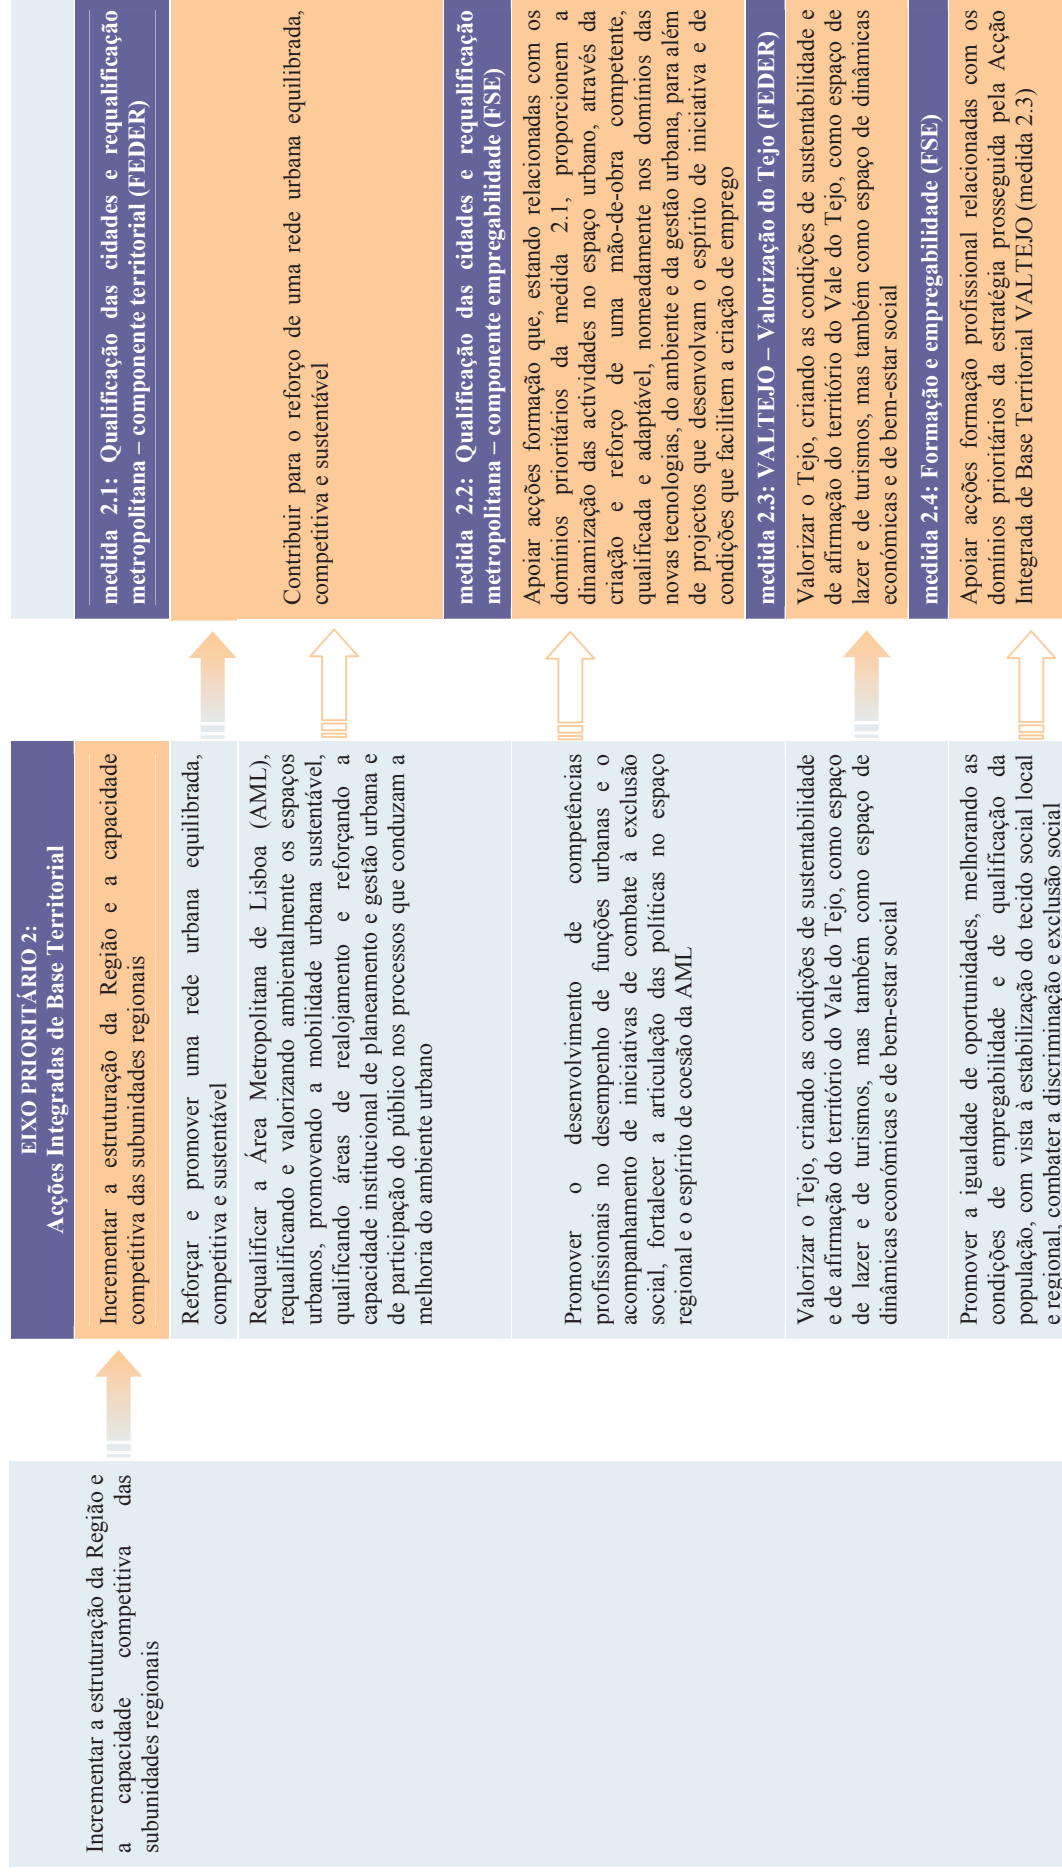 Incrementar a estruturação da Região e
a capacidade competitiva das
subunidades regionais
EIXO PRIORITÁRIO 2:
Acções Integradas de Base Territorial
Incrementar a estruturação da Região e a capacidade
competitiva das subunidades regionais
Reforçar e promover uma rede urbana equilibrada,
competitiva e sustentável
Requalificar a Área Metropolitana de Lisboa (AML),
requalificando e valorizando ambientalmente os espaços
urbanos, promovendo a mobilidade urbana sustentável,
qualificando áreas de realojamento e reforçando a
capacidade institucional de planeamento e gestão urbana e
de participação do público nos processos que conduzam a
melhoria do ambiente urbano
Promover o desenvolvimento de competências
profissionais no desempenho de funções urbanas e o
acompanhamento de iniciativas de combate à exclusão
social, fortalecer a articulação das políticas no espaço
regional e o espírito de coesão da AML
Valorizar o Tejo, criando as condições de sustentabilidade
e de afirmação do território do Vale do Tejo, como espaço
de lazer e de turismos, mas também como espaço de
dinâmicas económicas e de bem-estar social
Promover a igualdade de oportunidades, melhorando as
condições de empregabilidade e de qualificação da
população, com vista à estabilização do tecido social local
e regional, combater a discriminação e exclusão social
medida 2.1: Qualificação das cidades e requalificação
metropolitana – componente territorial (FEDER)
Contribuir para o reforço de uma rede urbana equilibrada,
competitiva e sustentável
medida 2.2: Qualificação das cidades e requalificação
metropolitana – componente empregabilidade (FSE)
Apoiar acções formação que, estando relacionadas com os
domínios prioritários da medida 2.1, proporcionem a
dinamização das actividades no espaço urbano, através da
criação e reforço de uma mão-de-obra competente,
qualificada e adaptável, nomeadamente nos domínios das
novas tecnologias, do ambiente e da gestão urbana, para além
de projectos que desenvolvam o espírito de iniciativa e de
condições que facilitem a criação de emprego
medida 2.3: VALTEJO – Valorização do Tejo (FEDER)
Valorizar o Tejo, criando as condições de sustentabilidade e
de afirmação do território do Vale do Tejo, como espaço de
lazer e de turismos, mas também como espaço de dinâmicas
económicas e de bem-estar social
medida 2.4: Formação e empregabilidade (FSE)
Apoiar acções formação profissional relacionadas com os
domínios prioritários da estratégia prosseguida pela Acção
Integrada de Base Territorial VALTEJO (medida 2.3)